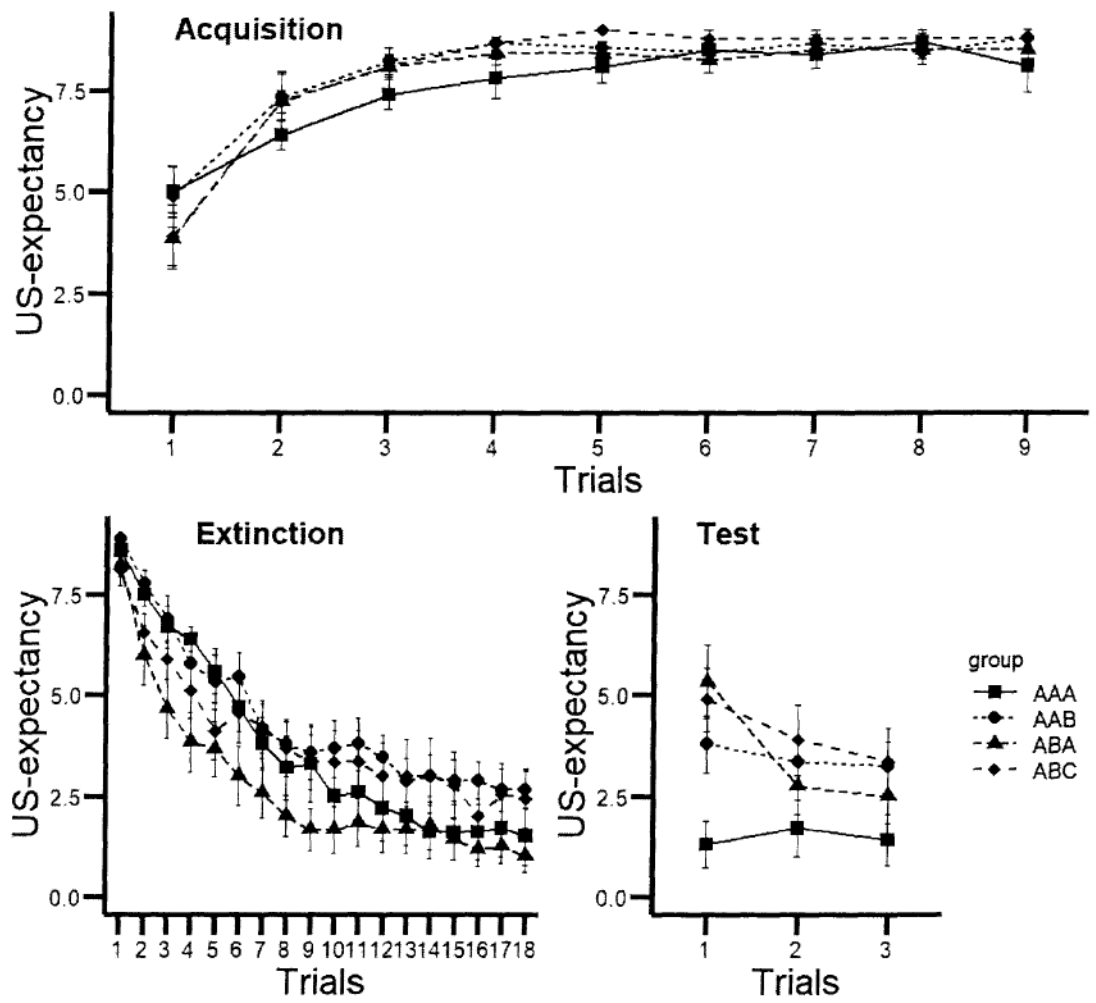 Acquisition
US-expectancy
7.5
5.0
2.5
0.0
1 2 3 4 5 6 7 8 9
Trials
Extinction
US-expectancy
7.5
5.0
2.5
0.0
1 2 3 4 5 6 7 8 9 10 11 12 13 14 15 16 17 18
Trials
Test
US-expectancy
7.5
5.0
2.5
0.0
1 2 3
Trials
group
AAA
AAB
ABA
ABC